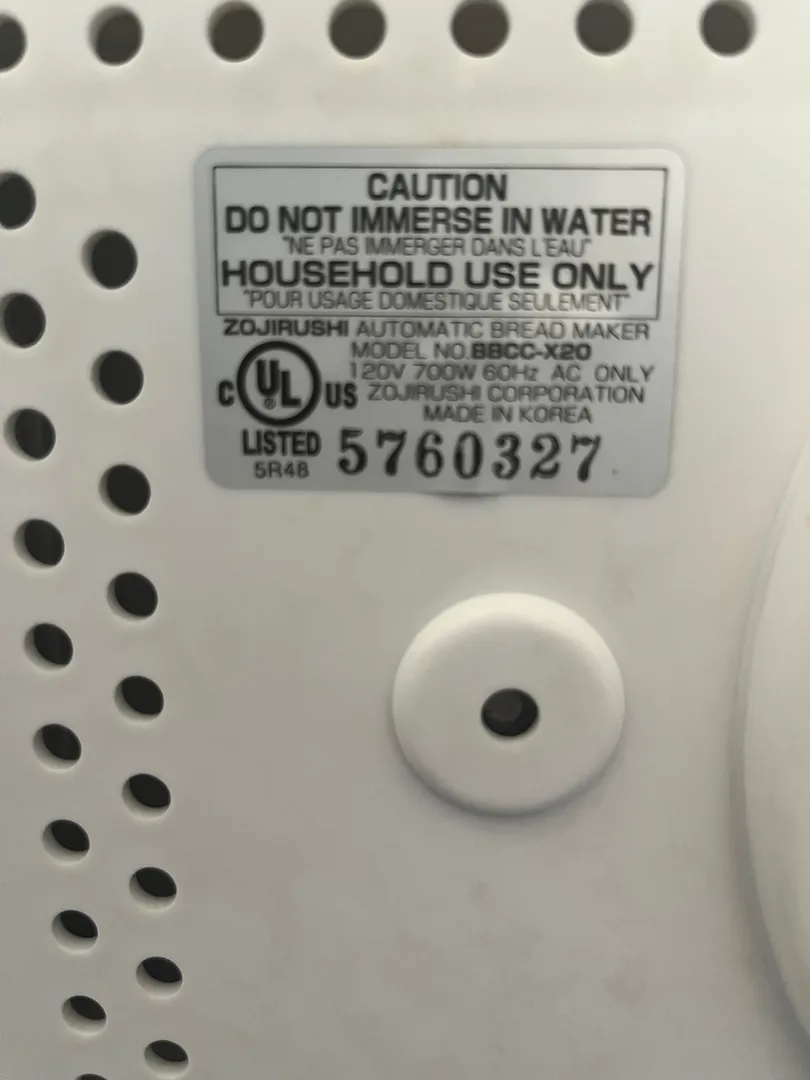 CAUTION
DO NOT IMMERSE IN WATER
"NE PAS IMMERGER DANS L'EAU"
HOUSEHOLD USE ONLY
"POUR USAGE DOMESTIQUE SEULEMENT"
ZOJIRUSHI AUTOMATIC BREAD MAKER
MODEL NO.BBCC-X20
120V 700W 60Hz AC ONLY
C UL ® US ZOJIRUSHI CORPORATION
MADE IN KOREA
LISTED 5760327
5R48